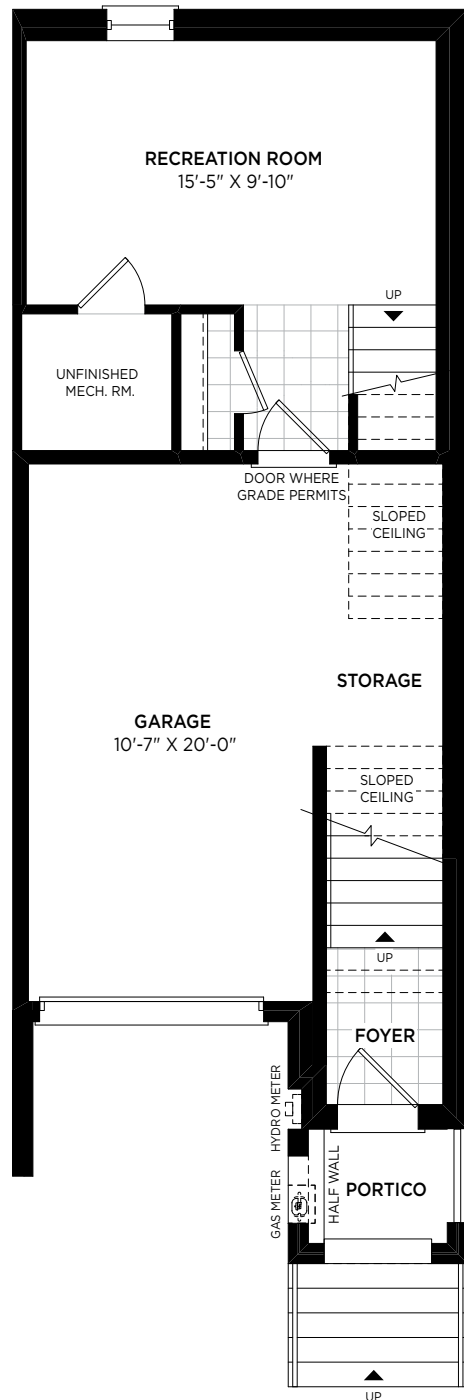 RECREATION ROOM
15'-5" X 9'-10"
UP
UNFINISHED
MECH. RM.
DOOR WHERE
GRADE PERMITS
SLOPED
CEILING
STORAGE
GARAGE
10'-7" X 20'-0"
SLOPED
CEILING
UP
FOYER
HYDRO METER
GAS METER
HALF WALL
PORTICO
UP